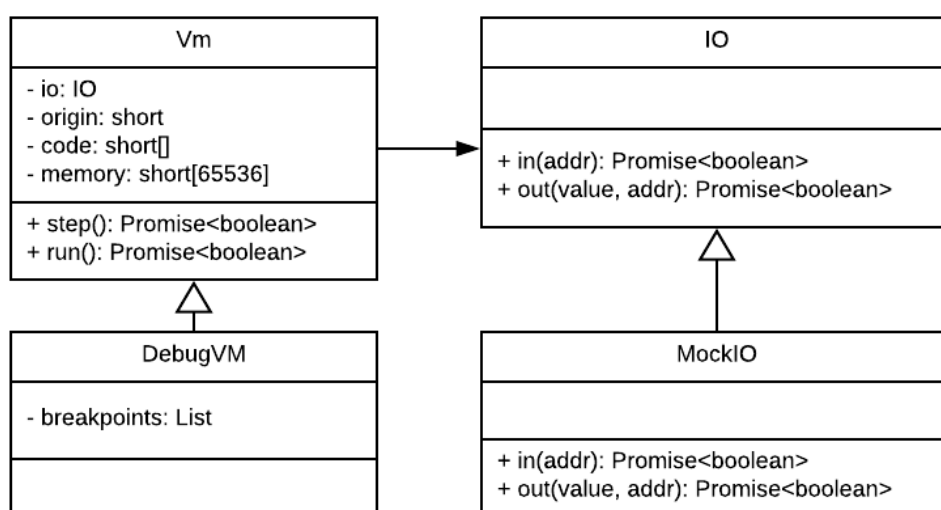 Vm
- io: IO
- origin: short
- code: short[]
- memory: short[65536]
+ step(): Promise<boolean>
+ run(): Promise<boolean>
IO
+ in(addr): Promise<boolean>
+ out(value, addr): Promise<boolean>
DebugVM
- breakpoints: List
MockIO
+ in(addr): Promise<boolean>
+ out(value, addr): Promise<boolean>